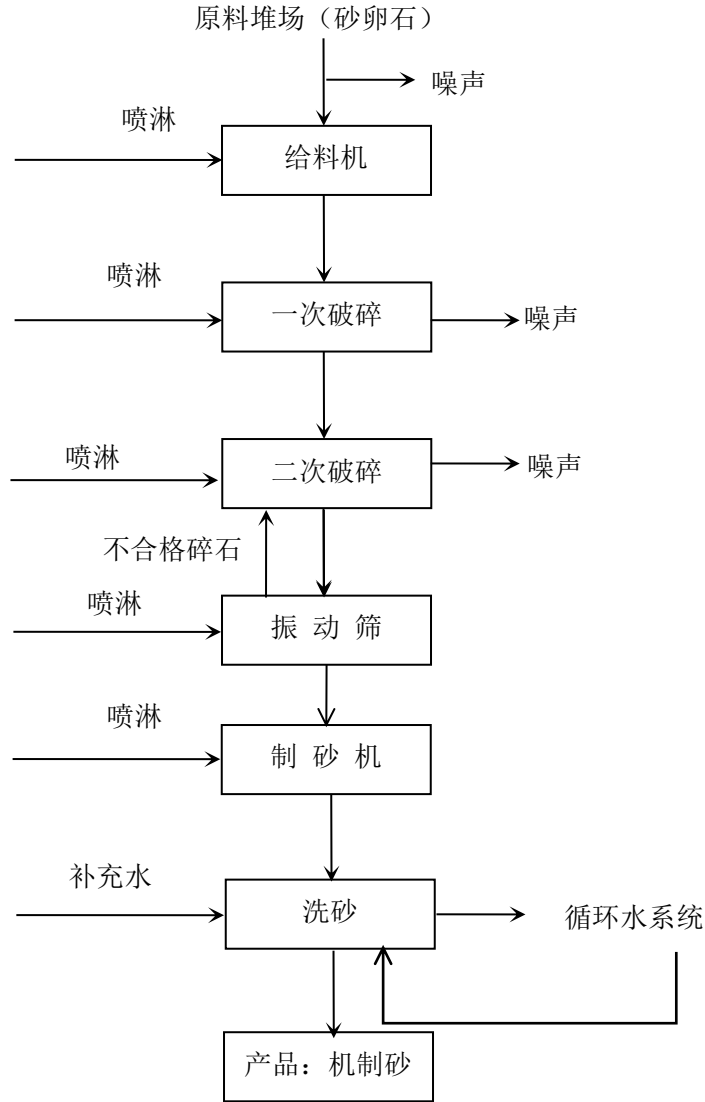 原料堆场（砂卵石）
噪声
喷淋
给料机
喷淋
一次破碎
噪声
喷淋
二次破碎
噪声
不合格碎石
喷淋
振 动 筛
喷淋
制 砂 机
补充水
洗砂
循环水系统
产品：机制砂